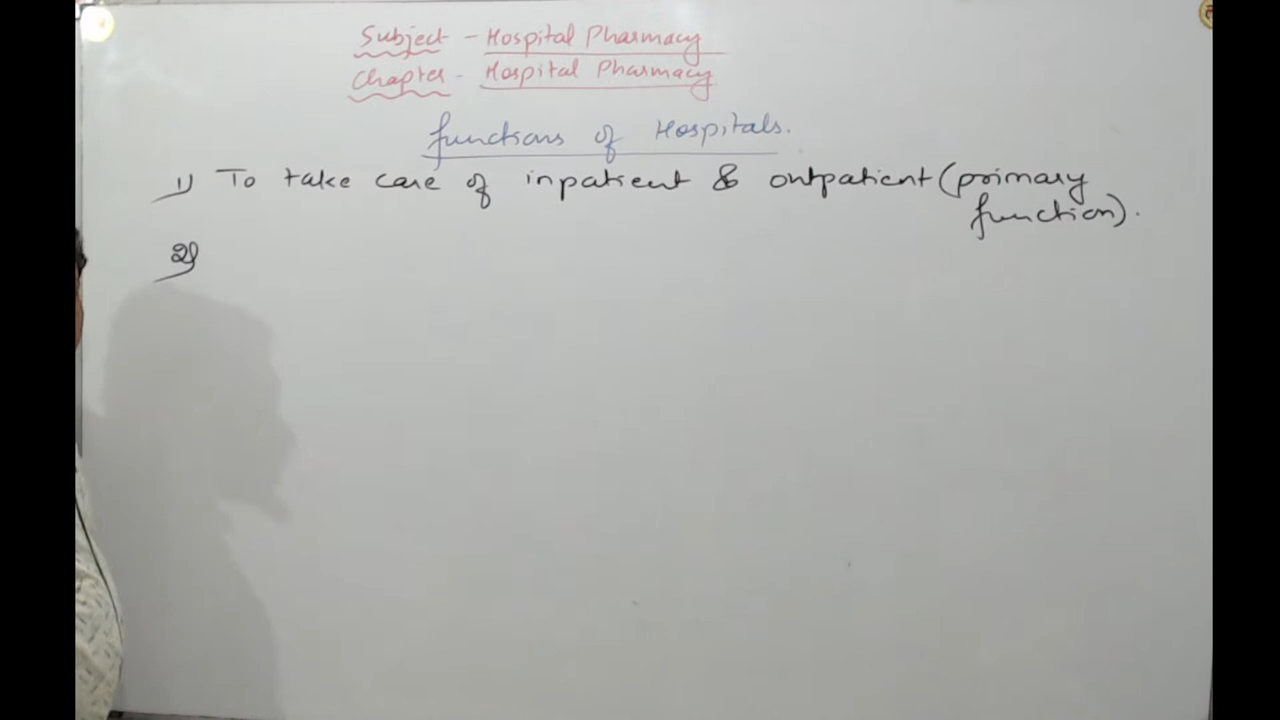 Subject - Hospital Pharmacy
Chapter - Hospital Pharmacy
functions of Hospitals.
1) To take care of inpatient & outpatient (primary
function).
2)